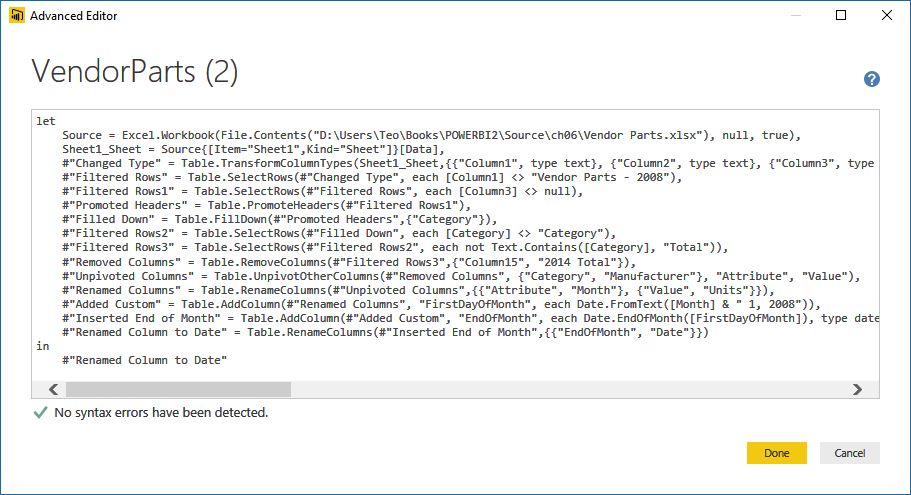 Advanced Editor
VendorParts (2)
let
    Source = Excel.Workbook(File.Contents("D:\Users\Teo\Books\POWERBI2\Source\ch06\Vendor Parts.xlsx"), null, true),
    Sheet1_Sheet = Source{[Item="Sheet1",Kind="Sheet"]}[Data],
    #"Changed Type" = Table.TransformColumnTypes(Sheet1_Sheet,{{"Column1", type text}, {"Column2", type text}, {"Column3", type
    #"Filtered Rows" = Table.SelectRows(#"Changed Type", each [Column1] <> "Vendor Parts - 2008"),
    #"Filtered Rows1" = Table.SelectRows(#"Filtered Rows", each [Column3] <> null),
    #"Promoted Headers" = Table.PromoteHeaders(#"Filtered Rows1"),
    #"Filled Down" = Table.FillDown(#"Promoted Headers",{"Category"}),
    #"Filtered Rows2" = Table.SelectRows(#"Filled Down", each [Category] <> "Category"),
    #"Filtered Rows3" = Table.SelectRows(#"Filtered Rows2", each not Text.Contains([Category], "Total")),
    #"Removed Columns" = Table.RemoveColumns(#"Filtered Rows3",{"Column15", "2014 Total"}),
    #"Unpivoted Columns" = Table.UnpivotOtherColumns(#"Removed Columns", {"Category", "Manufacturer"}, "Attribute", "Value"),
    #"Renamed Columns" = Table.RenameColumns(#"Unpivoted Columns",{{"Attribute", "Month"}, {"Value", "Units"}}),
    #"Added Custom" = Table.AddColumn(#"Renamed Columns", "FirstDayOfMonth", each Date.FromText([Month] & " 1, 2008")),
    #"Inserted End of Month" = Table.AddColumn(#"Added Custom", "EndOfMonth", each Date.EndOfMonth([FirstDayOfMonth]), type date
    #"Renamed Column to Date" = Table.RenameColumns(#"Inserted End of Month",{{"EndOfMonth", "Date"}})
in
    #"Renamed Column to Date"
No syntax errors have been detected.
Done
Cancel